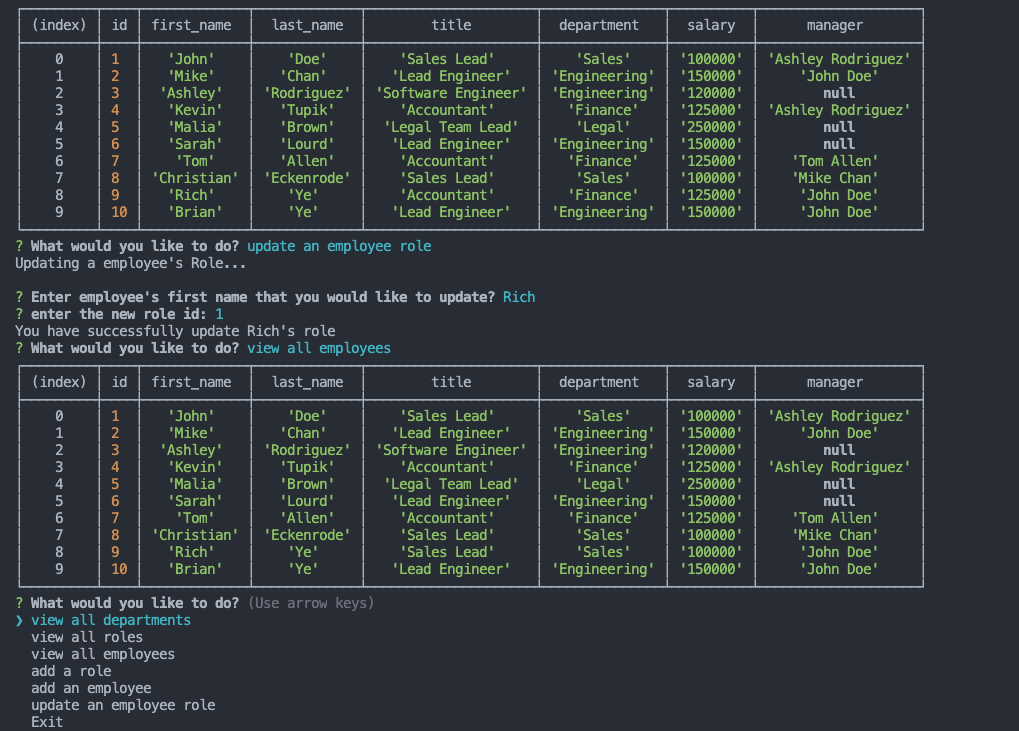 (index) id first_name last_name title department salary manager
0 1 'John' 'Doe' 'Sales Lead' 'Sales' '100000' 'Ashley Rodriguez'
1 2 'Mike' 'Chan' 'Lead Engineer' 'Engineering' '150000' 'John Doe'
2 3 'Ashley' 'Rodriguez' 'Software Engineer' 'Engineering' '120000' null
3 4 'Kevin' 'Tupik' 'Accountant' 'Finance' '125000' 'Ashley Rodriguez'
4 5 'Malia' 'Brown' 'Legal Team Lead' 'Legal' '250000' null
5 6 'Sarah' 'Lourd' 'Lead Engineer' 'Engineering' '150000' null
6 7 'Tom' 'Allen' 'Accountant' 'Finance' '125000' 'Tom Allen'
7 8 'Christian' 'Eckenrode' 'Sales Lead' 'Sales' '100000' 'Mike Chan'
8 9 'Rich' 'Ye' 'Accountant' 'Finance' '125000' 'John Doe'
9 10 'Brian' 'Ye' 'Lead Engineer' 'Engineering' '150000' 'John Doe'
? What would you like to do? update an employee role
Updating a employee's Role...
? Enter employee's first name that you would like to update? Rich
? enter the new role id: 1
You have successfully update Rich's role
? What would you like to do? view all employees
(index) id first_name last_name title department salary manager
0 1 'John' 'Doe' 'Sales Lead' 'Sales' '100000' 'Ashley Rodriguez'
1 2 'Mike' 'Chan' 'Lead Engineer' 'Engineering' '150000' 'John Doe'
2 3 'Ashley' 'Rodriguez' 'Software Engineer' 'Engineering' '120000' null
3 4 'Kevin' 'Tupik' 'Accountant' 'Finance' '125000' 'Ashley Rodriguez'
4 5 'Malia' 'Brown' 'Legal Team Lead' 'Legal' '250000' null
5 6 'Sarah' 'Lourd' 'Lead Engineer' 'Engineering' '150000' null
6 7 'Tom' 'Allen' 'Accountant' 'Finance' '125000' 'Tom Allen'
7 8 'Christian' 'Eckenrode' 'Sales Lead' 'Sales' '100000' 'Mike Chan'
8 9 'Rich' 'Ye' 'Sales Lead' 'Sales' '100000' 'John Doe'
9 10 'Brian' 'Ye' 'Lead Engineer' 'Engineering' '150000' 'John Doe'
? What would you like to do? (Use arrow keys)
❯ view all departments
view all roles
view all employees
add a role
add an employee
update an employee role
Exit